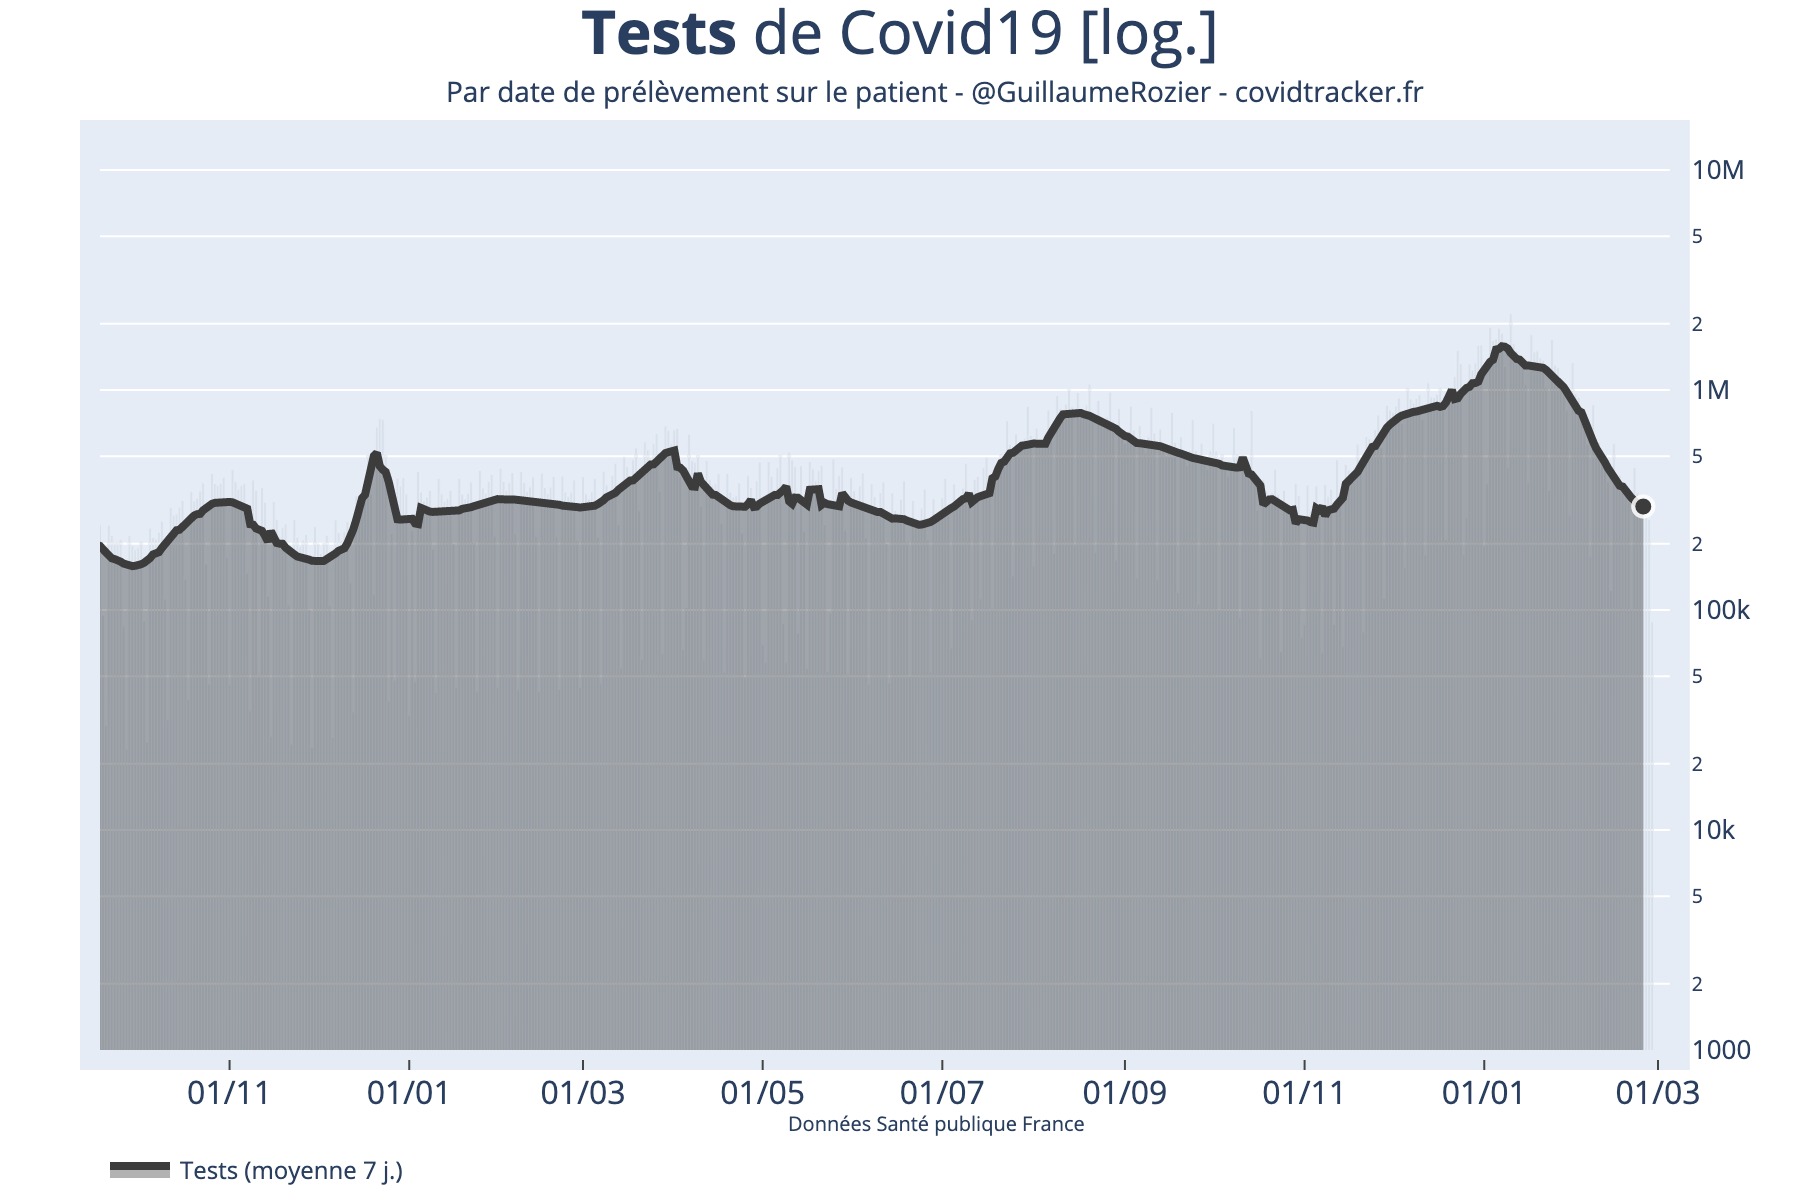 Tests de Covid19 [log.]
Par date de prélèvement sur le patient - @GuillaumeRozier - covidtracker.fr
10M
5
2
1M
5
2
100k
5
2
10k
5
2
1000
01/11 01/01 01/03 01/05 01/07 01/09 01/11 01/01 01/03
Données Santé publique France
Tests (moyenne 7 j.)